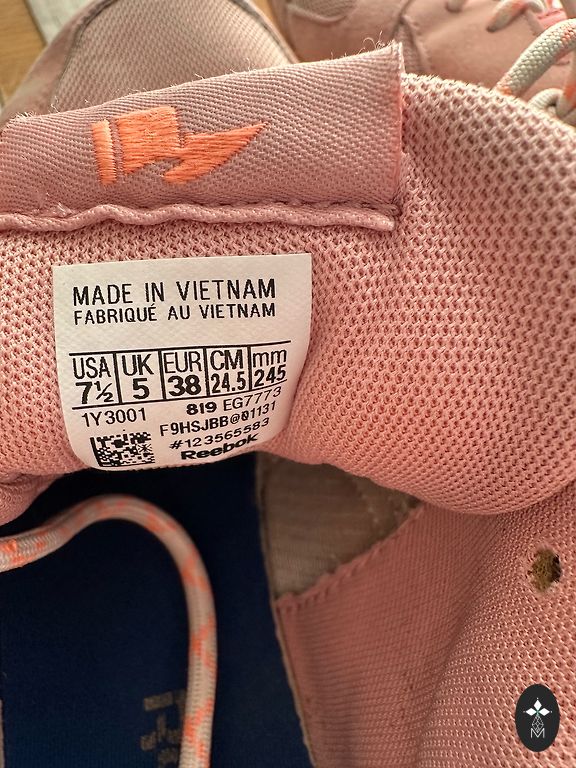 MADE IN VIETNAM
FABRIQUÉ AU VIETNAM
USA UK EUR CM mm
7½ 5 38 24.5 245
1Y3001 819 EG7773
F9HSJBB@01131
#123565583
Reebok
M